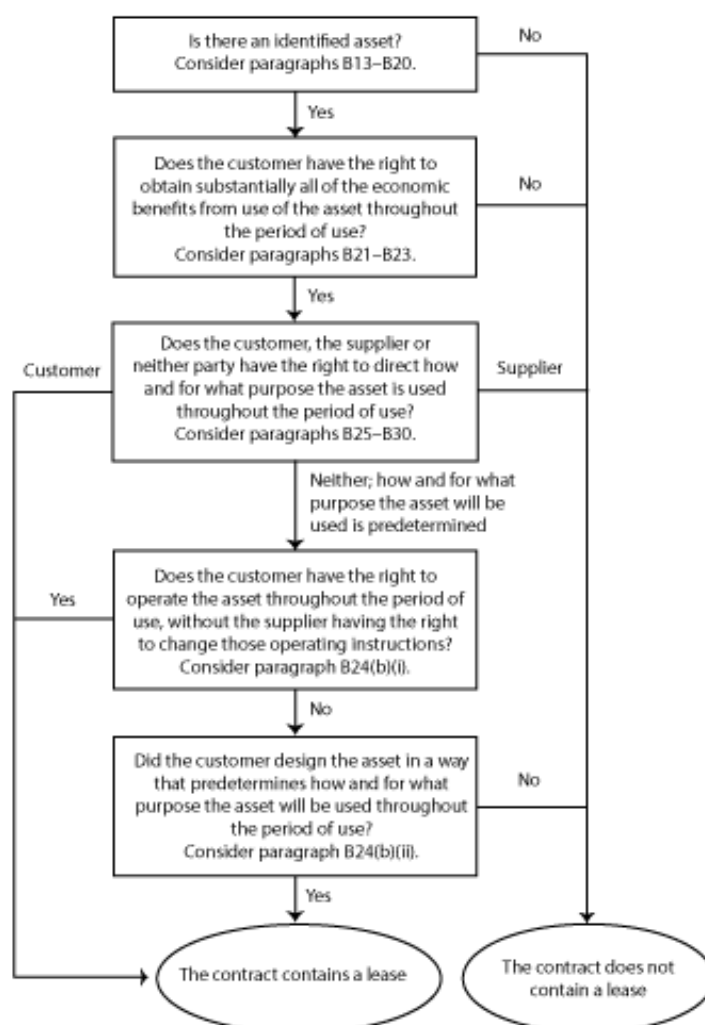 Is there an identified asset?
Consider paragraphs B13–B20.
No
Yes
Does the customer have the right to
obtain substantially all of the economic
benefits from use of the asset throughout
the period of use?
Consider paragraphs B21–B23.
No
Yes
Does the customer, the supplier or
neither party have the right to direct how
and for what purpose the asset is used
throughout the period of use?
Consider paragraphs B25–B30.
Customer
Supplier
Neither; how and for what
purpose the asset will be
used is predetermined
Does the customer have the right to
operate the asset throughout the period of
use, without the supplier having the right
to change those operating instructions?
Consider paragraph B24(b)(i).
Yes
No
Did the customer design the asset in a way
that predetermines how and for what
purpose the asset will be used throughout
the period of use?
Consider paragraph B24(b)(ii).
No
Yes
The contract contains a lease
The contract does not
contain a lease